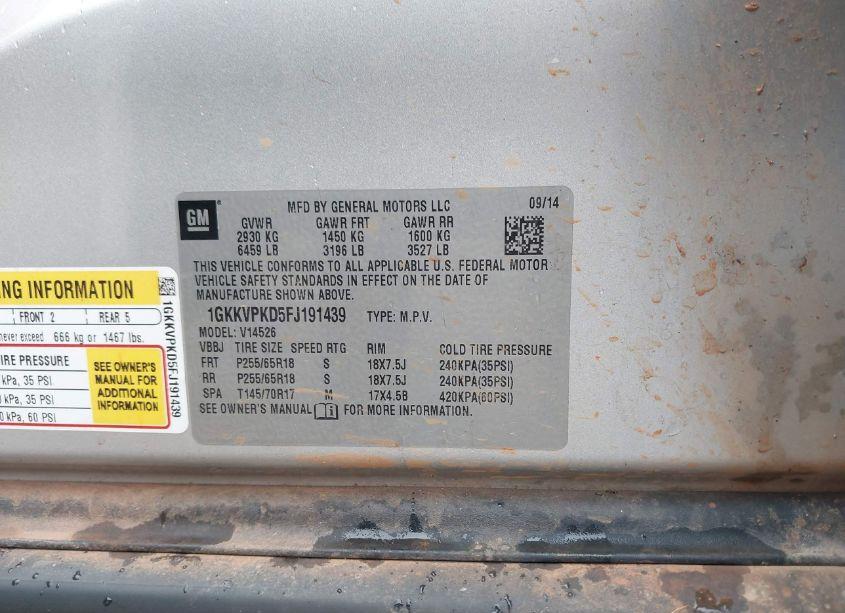 GM
MFD BY GENERAL MOTORS LLC 09/14
GVWR GAWR FRT GAWR RR
2930 KG 1450 KG 1600 KG
6459 LB 3196 LB 3527 LB
THIS VEHICLE CONFORMS TO ALL APPLICABLE U.S. FEDERAL MOTOR
VEHICLE SAFETY STANDARDS IN EFFECT ON THE DATE OF
MANUFACTURE SHOWN ABOVE.
1GKKVPKD5FJ191439 TYPE: M.P.V.
MODEL: V14526
VBBJ TIRE SIZE SPEED RTG RIM COLD TIRE PRESSURE
FRT P255/65R18 S 18X7.5J 240KPA(35PSI)
RR P255/65R18 S 18X7.5J 240KPA(35PSI)
SPA T145/70R17 M 17X4.5B 420KPA(60PSI)
SEE OWNER'S MANUAL FOR MORE INFORMATION.
NG INFORMATION
FRONT 2 REAR 5
never exceed 666 kg or 1467 lbs.
TIRE PRESSURE
kPa, 35 PSI
kPa, 35 PSI
0 kPa, 60 PSI
SEE OWNER'S
MANUAL FOR
ADDITIONAL
INFORMATION
1GKKVPKD5FJ191439